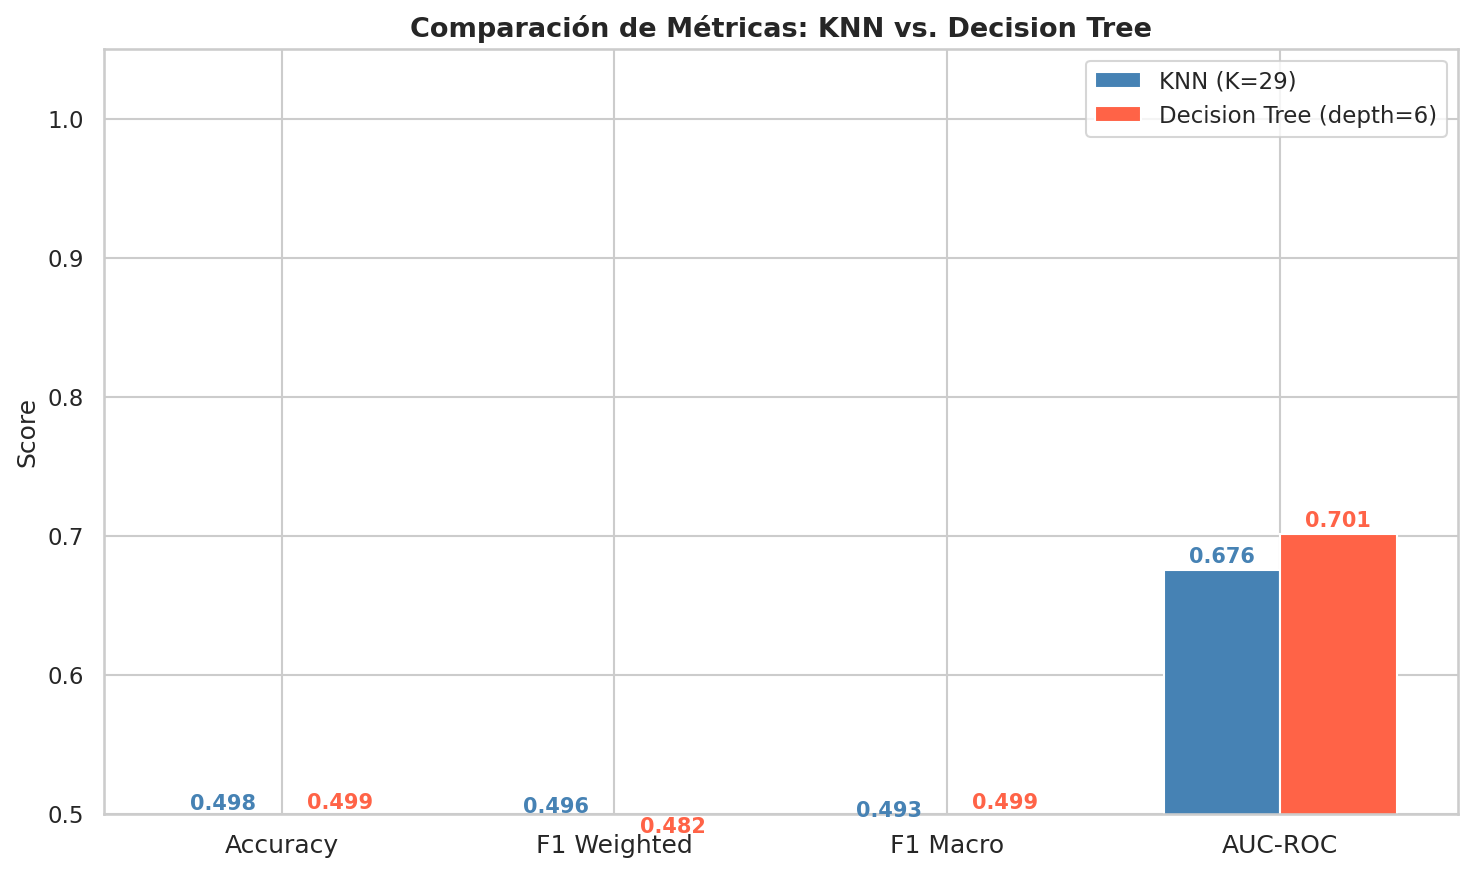 Comparación de Métricas: KNN vs. Decision Tree
KNN (K=29)
Decision Tree (depth=6)
Score
1.0
0.9
0.8
0.7
0.6
0.5
0.498
0.499
0.496
0.482
0.493
0.499
0.676
0.701
Accuracy
F1 Weighted
F1 Macro
AUC-ROC